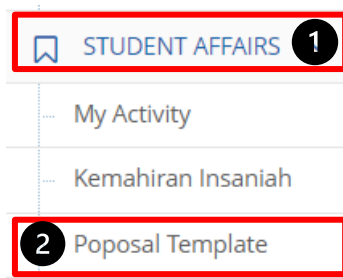 STUDENT AFFAIRS 1
My Activity
Kemahiran Insaniah
2 Poposal Template